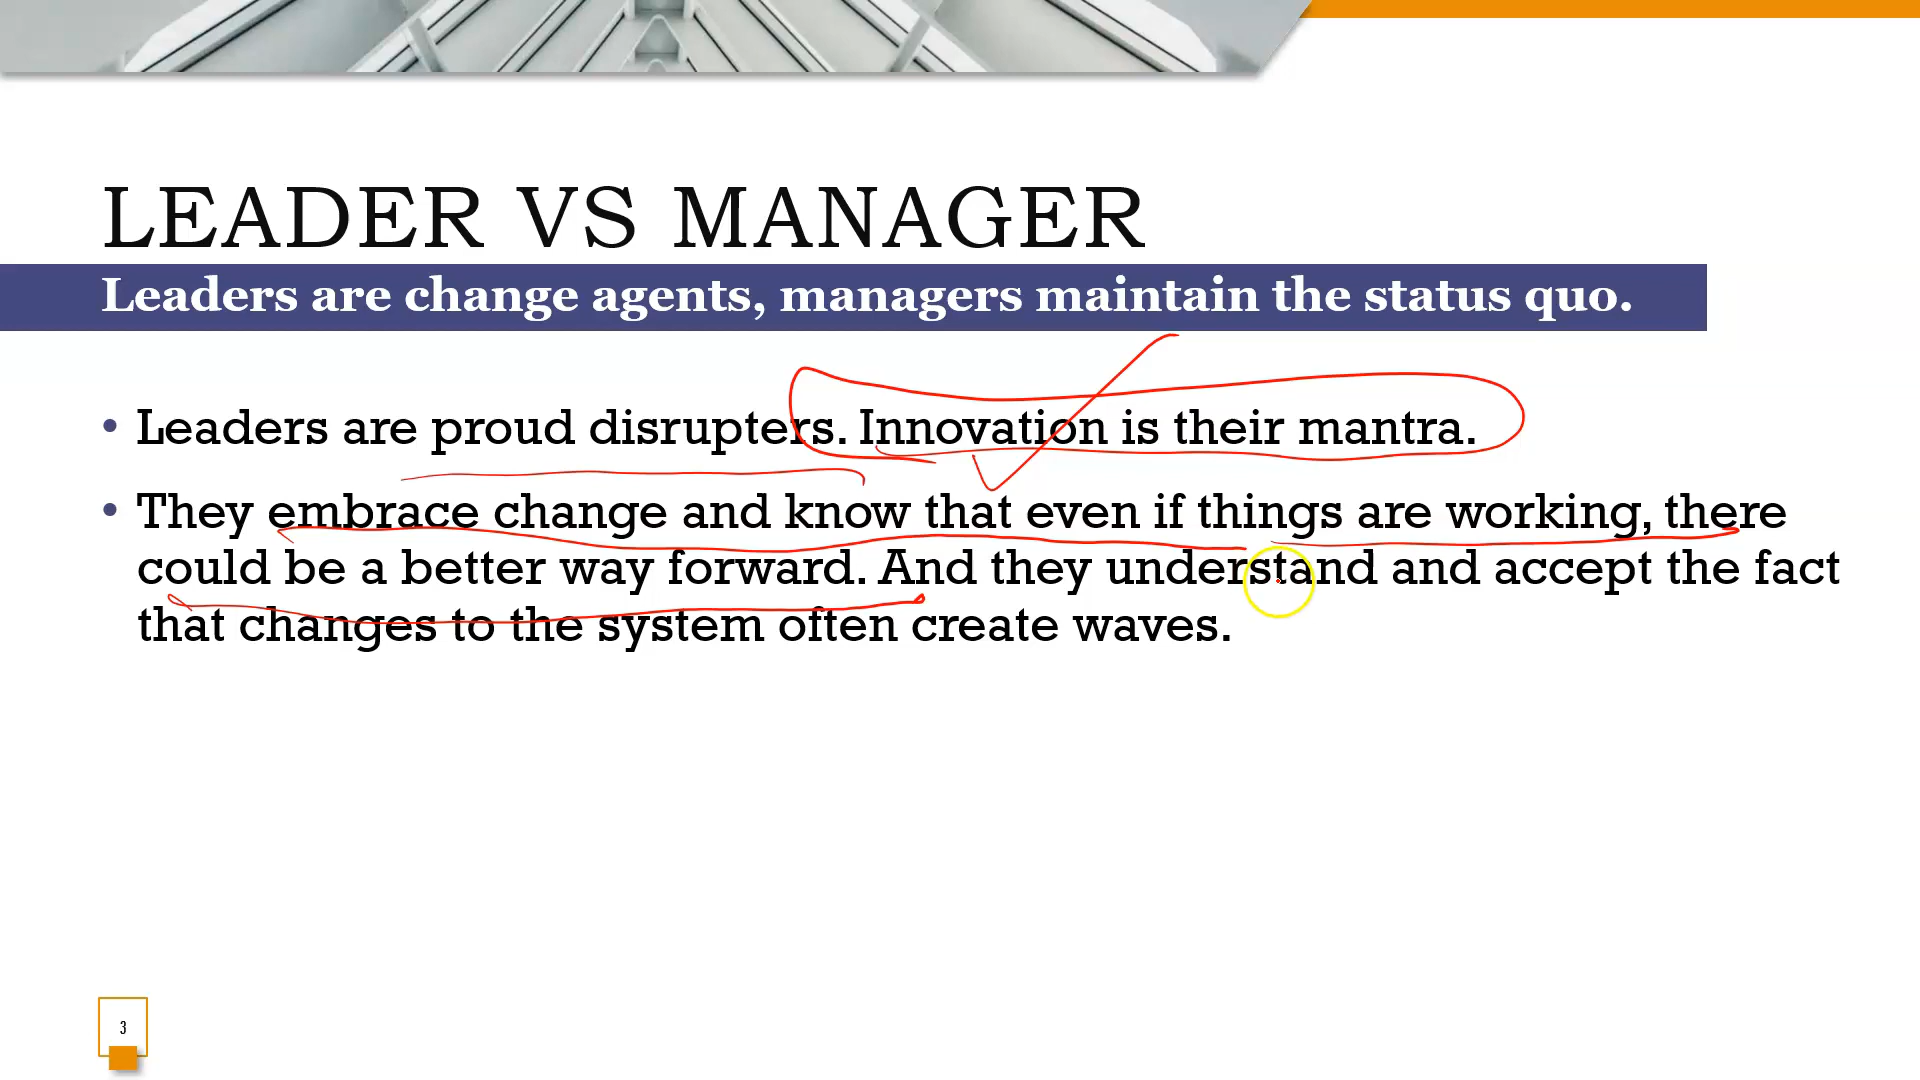 LEADER VS MANAGER
Leaders are change agents, managers maintain the status quo.
• Leaders are proud disrupters. Innovation is their mantra.
• They embrace change and know that even if things are working, there
could be a better way forward. And they understand and accept the fact
that changes to the system often create waves.
3